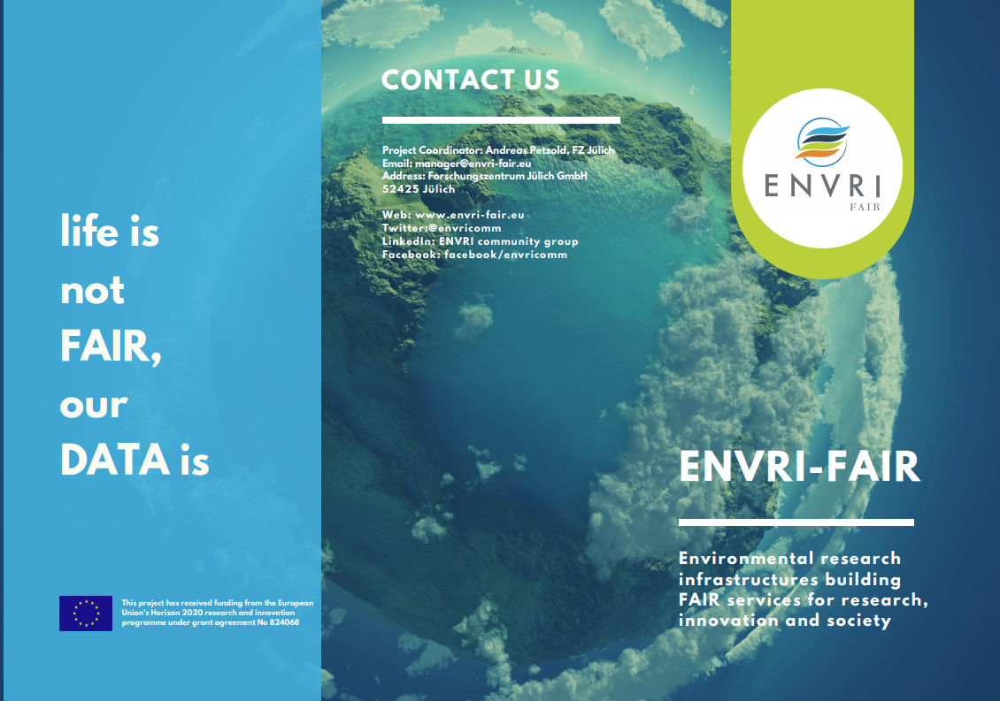 life is
not
FAIR,
our
DATA is
This project has received funding from the European
Union's Horizon 2020 research and innovation
programme under grant agreement No 824068
CONTACT US
Project Coordinator: Andreas Petzold, FZ Jülich
Email: manager@envri-fair.eu
Address: Forschungszentrum Jülich GmbH
52425 Jülich
Web: www.envri-fair.eu
Twitter:@envricomm
LinkedIn: ENVRI community group
Facebook: facebook/envricomm
ENVRI
FAIR
ENVRI-FAIR
Environmental research
infrastructures building
FAIR services for research,
innovation and society